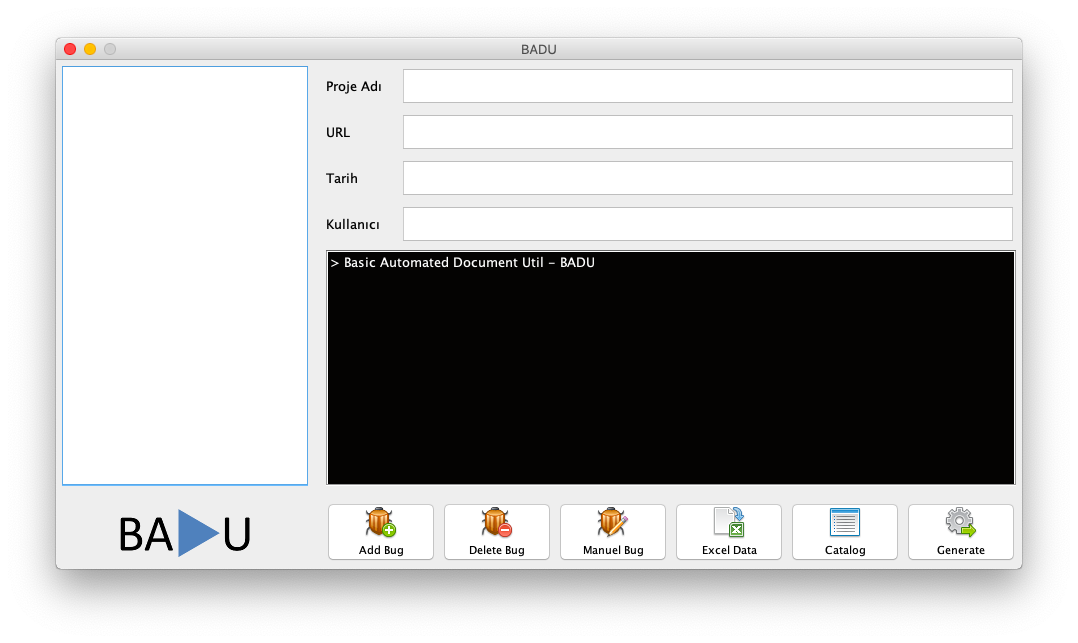 BADU
Proje Adı
URL
Tarih
Kullanıcı
> Basic Automated Document Util - BADU
BA U
Add Bug
Delete Bug
Manuel Bug
Excel Data
Catalog
Generate